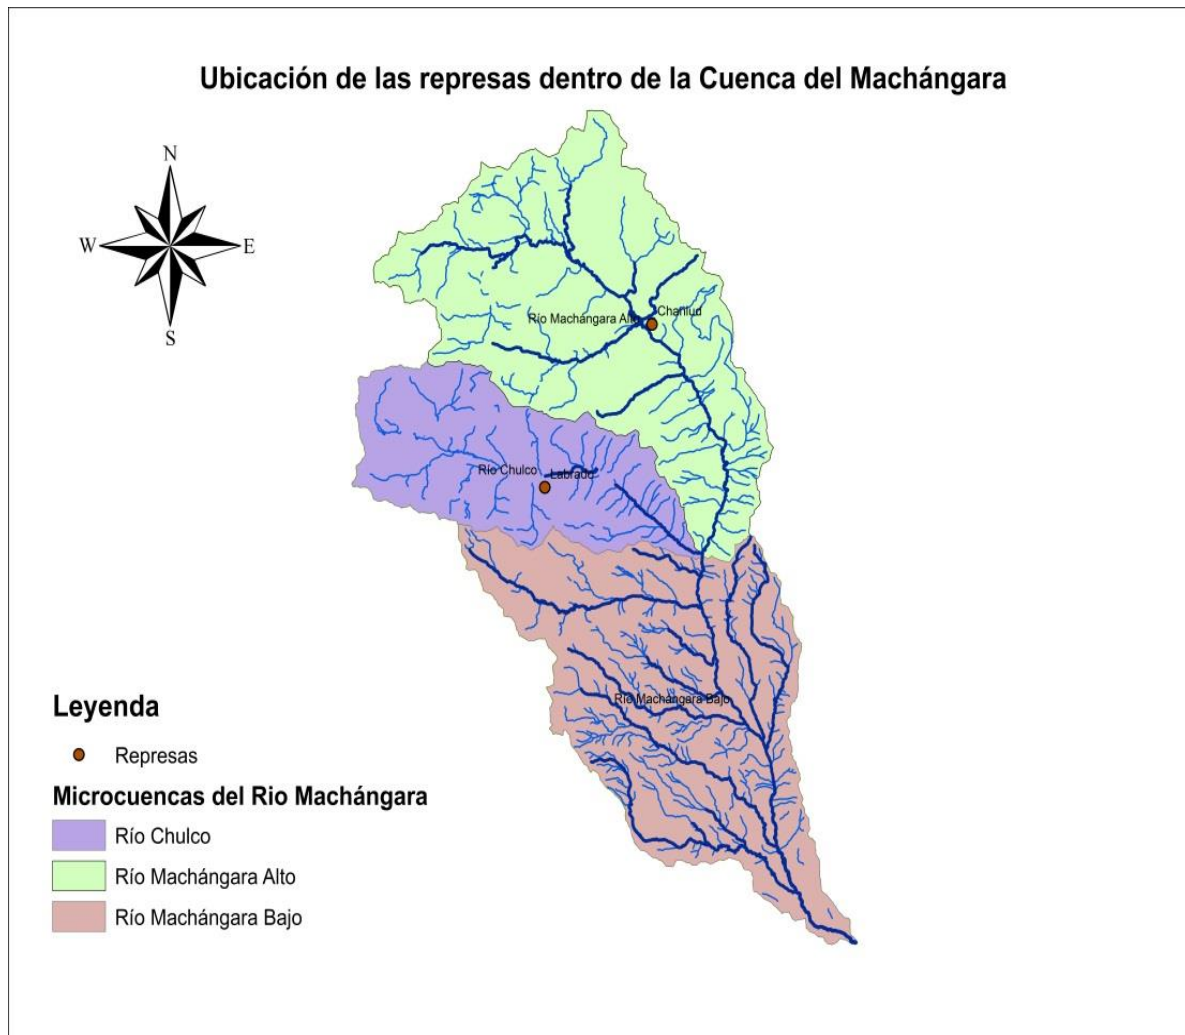 Ubicación de las represas dentro de la Cuenca del Machángara
N
W
E
S
Chanlud
Río Machángara Alto
Río Chulco
Labrado
Río Machángara Bajo
Leyenda
Represas
Microcuencas del Rio Machángara
Río Chulco
Río Machángara Alto
Río Machángara Bajo